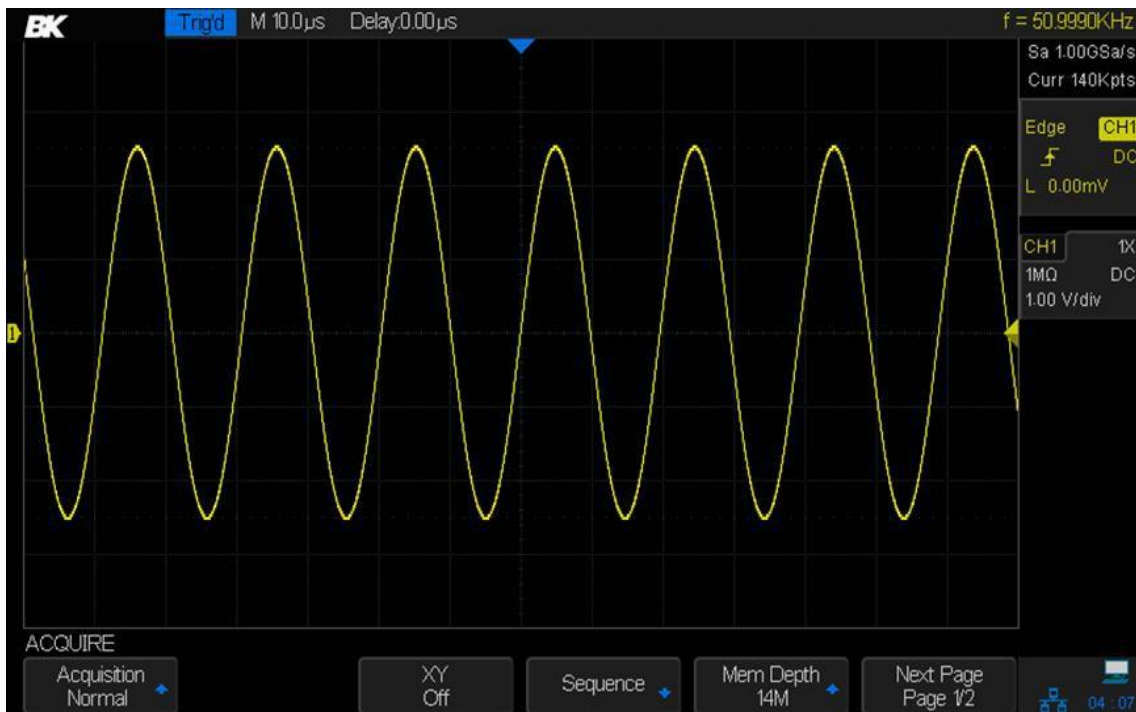 BK Trig'd M 10.0µs Delay:0.00µs f = 50.9990KHz
Sa 1.00GSa/s
Curr 140Kpts
Edge CH1
DC
L 0.00mV
CH1 1X
1MΩ DC
1.00 V/div
1
ACQUIRE
Acquisition
Normal
XY
Off
Sequence
Mem Depth
14M
Next Page
Page 1/2
04 : 07